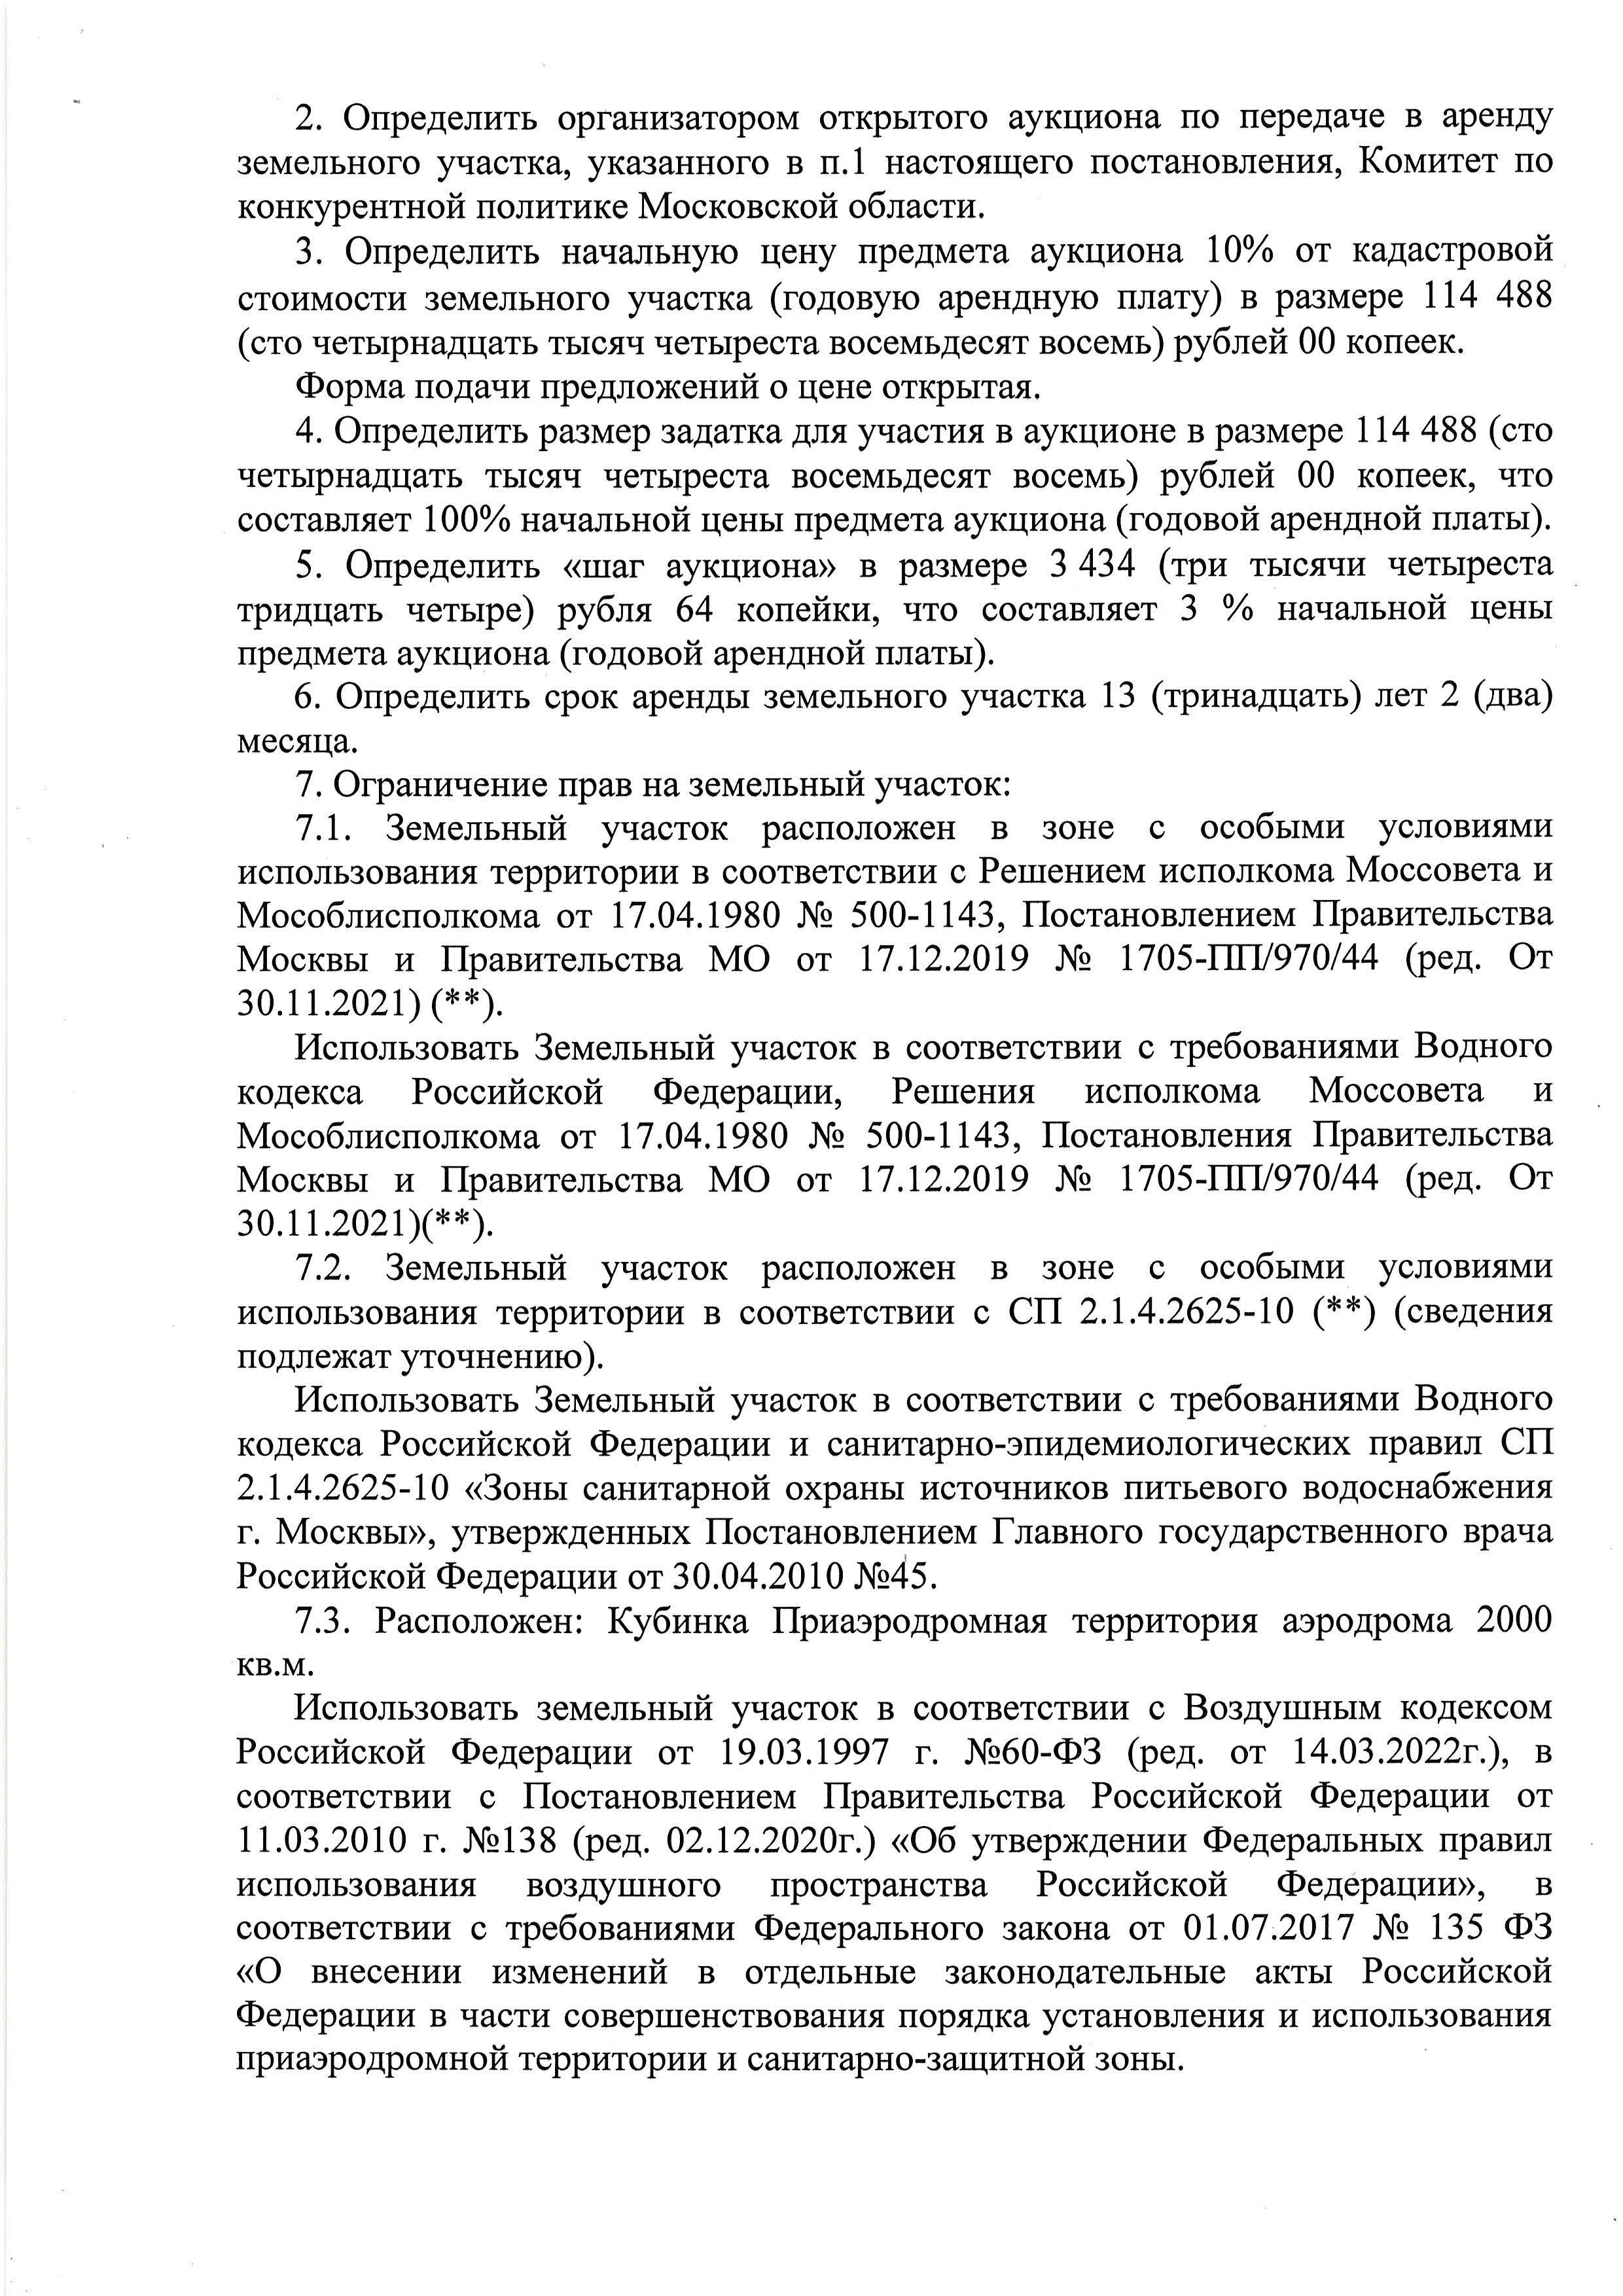 2. Определить организатором открытого аукциона по передаче в аренду
земельного участка, указанного в п.1 настоящего постановления, Комитет по
конкурентной политике Московской области.
3. Определить начальную цену предмета аукциона 10% от кадастровой
стоимости земельного участка (годовую арендную плату) в размере 114 488
(сто четырнадцать тысяч четыреста восемьдесят восемь) рублей 00 копеек.
Форма подачи предложений о цене открытая.
4. Определить размер задатка для участия в аукционе в размере 114 488 (сто
четырнадцать тысяч четыреста восемьдесят восемь) рублей 00 копеек, что
составляет 100% начальной цены предмета аукциона (годовой арендной платы).
5. Определить «шаг аукциона» в размере 3 434 (три тысячи четыреста
тридцать четыре) рубля 64 копейки, что составляет 3 % начальной цены
предмета аукциона (годовой арендной платы).
6. Определить срок аренды земельного участка 13 (тринадцать) лет 2 (два)
месяца.
7. Ограничение прав на земельный участок:
7.1. Земельный участок расположен в зоне с особыми условиями
использования территории в соответствии с Решением исполкома Моссовета и
Мособлисполкома от 17.04.1980 № 500-1143, Постановлением Правительства
Москвы и Правительства МО от 17.12.2019 № 1705-ПП/970/44 (ред. От
30.11.2021) (**).
Использовать Земельный участок в соответствии с требованиями Водного
кодекса Российской Федерации, Решения исполкома Моссовета и
Мособлисполкома от 17.04.1980 № 500-1143, Постановления Правительства
Москвы и Правительства МО от 17.12.2019 № 1705-ПП/970/44 (ред. От
30.11.2021)(**).
7.2. Земельный участок расположен в зоне с особыми условиями
использования территории в соответствии с СП 2.1.4.2625-10 (**) (сведения
подлежат уточнению).
Использовать Земельный участок в соответствии с требованиями Водного
кодекса Российской Федерации и санитарно-эпидемиологических правил СП
2.1.4.2625-10 «Зоны санитарной охраны источников питьевого водоснабжения
г. Москвы», утвержденных Постановлением Главного государственного врача
Российской Федерации от 30.04.2010 №45.
7.3. Расположен: Кубинка Приаэродромная территория аэродрома 2000
кв.м.
Использовать земельный участок в соответствии с Воздушным кодексом
Российской Федерации от 19.03.1997 г. №60-ФЗ (ред. от 14.03.2022г.), в
соответствии с Постановлением Правительства Российской Федерации от
11.03.2010 г. №138 (ред. 02.12.2020г.) «Об утверждении Федеральных правил
использования воздушного пространства Российской Федерации», в
соответствии с требованиями Федерального закона от 01.07.2017 № 135 ФЗ
«О внесении изменений в отдельные законодательные акты Российской
Федерации в части совершенствования порядка установления и использования
приаэродромной территории и санитарно-защитной зоны.